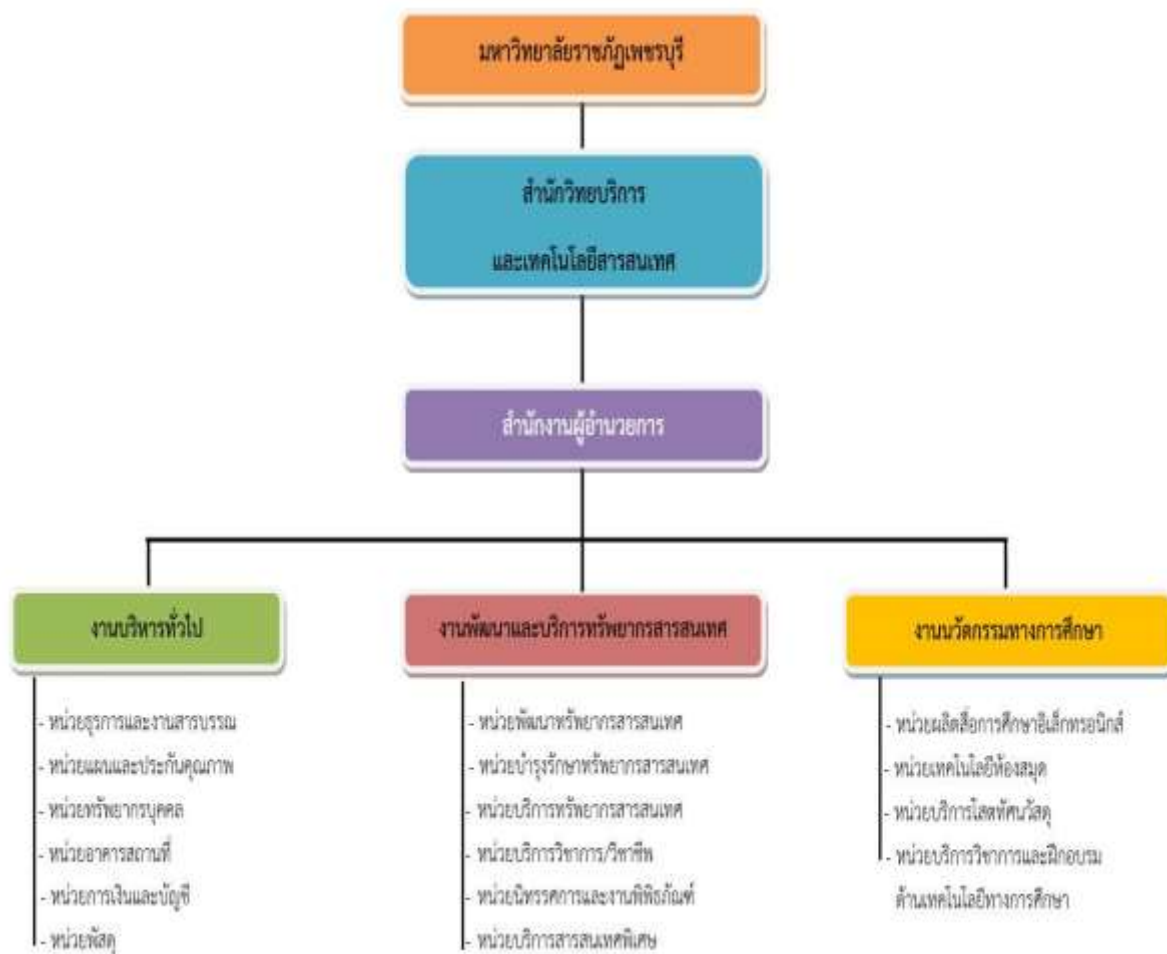 มหาวิทยาลัยราชภัฏเพชรบุรี
สำนักวิทยบริการ
และเทคโนโลยีสารสนเทศ
สำนักงานผู้อำนวยการ
งานบริหารทั่วไป
- หน่วยธุรการและงานสารบรรณ
- หน่วยแผนและประกันคุณภาพ
- หน่วยทรัพยากรบุคคล
- หน่วยอาคารสถานที่
- หน่วยการเงินและบัญชี
- หน่วยพัสดุ
งานพัฒนาและบริการทรัพยากรสารสนเทศ
- หน่วยพัฒนาทรัพยากรสารสนเทศ
- หน่วยบำรุงรักษาทรัพยากรสารสนเทศ
- หน่วยบริการทรัพยากรสารสนเทศ
- หน่วยบริการวิชาการ/วิชาชีพ
- หน่วยนิทรรศการและงานพิพิธภัณฑ์
- หน่วยบริการสารสนเทศพิเศษ
งานนวัตกรรมทางการศึกษา
- หน่วยผลิตสื่อการศึกษาอิเล็กทรอนิกส์
- หน่วยเทคโนโลยีห้องสมุด
- หน่วยบริการโสตทัศนวัสดุ
- หน่วยบริการวิชาการและฝึกอบรม
ด้านเทคโนโลยีทางการศึกษา